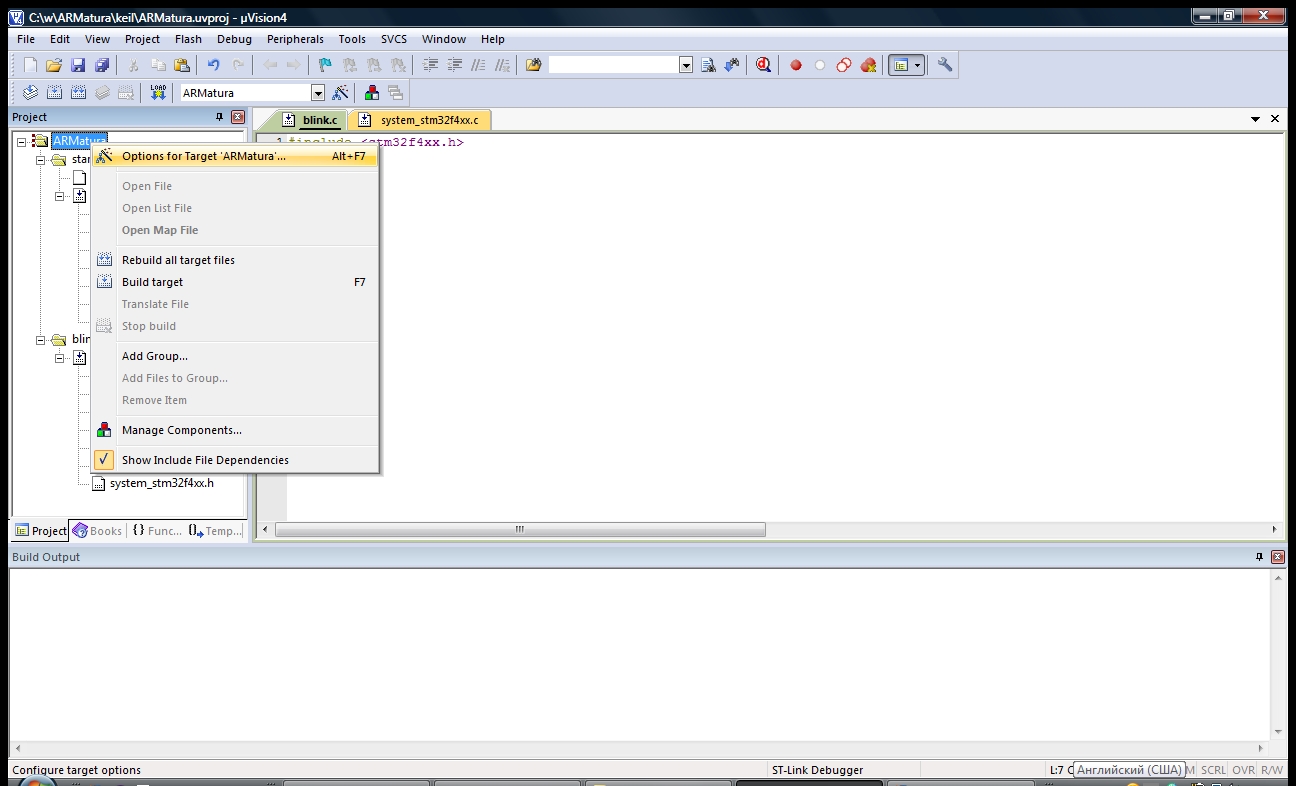 C:\w\ARMatura\keil\ARMatura.uvproj - µVision4
File Edit View Project Flash Debug Peripherals Tools SVCS Window Help
LOAD ARMatura
Project
blink.c system_stm32f4xx.c
ARMatura
1 #include <stm32f4xx.h>
Options for Target 'ARMatura'... Alt+F7
Open File
Open List File
Open Map File
Rebuild all target files
Build target F7
Translate File
Stop build
Add Group...
Add Files to Group...
Remove Item
Manage Components...
Show Include File Dependencies
system_stm32f4xx.h
Project Books {} Func... Temp...
Build Output
Configure target options ST-Link Debugger L:7 C Английский (США) M SCRL OVR R/W